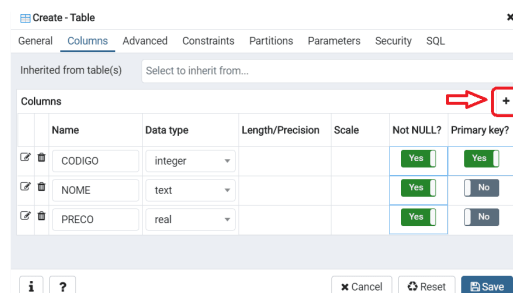 Create - Table
General Columns Advanced Constraints Partitions Parameters Security SQL
Inherited from table(s) Select to inherit from...
Columns +
Name Data type Length/Precision Scale Not NULL? Primary key?
CODIGO integer Yes Yes
NOME text Yes No
PRECO real Yes No
i ? Cancel Reset Save